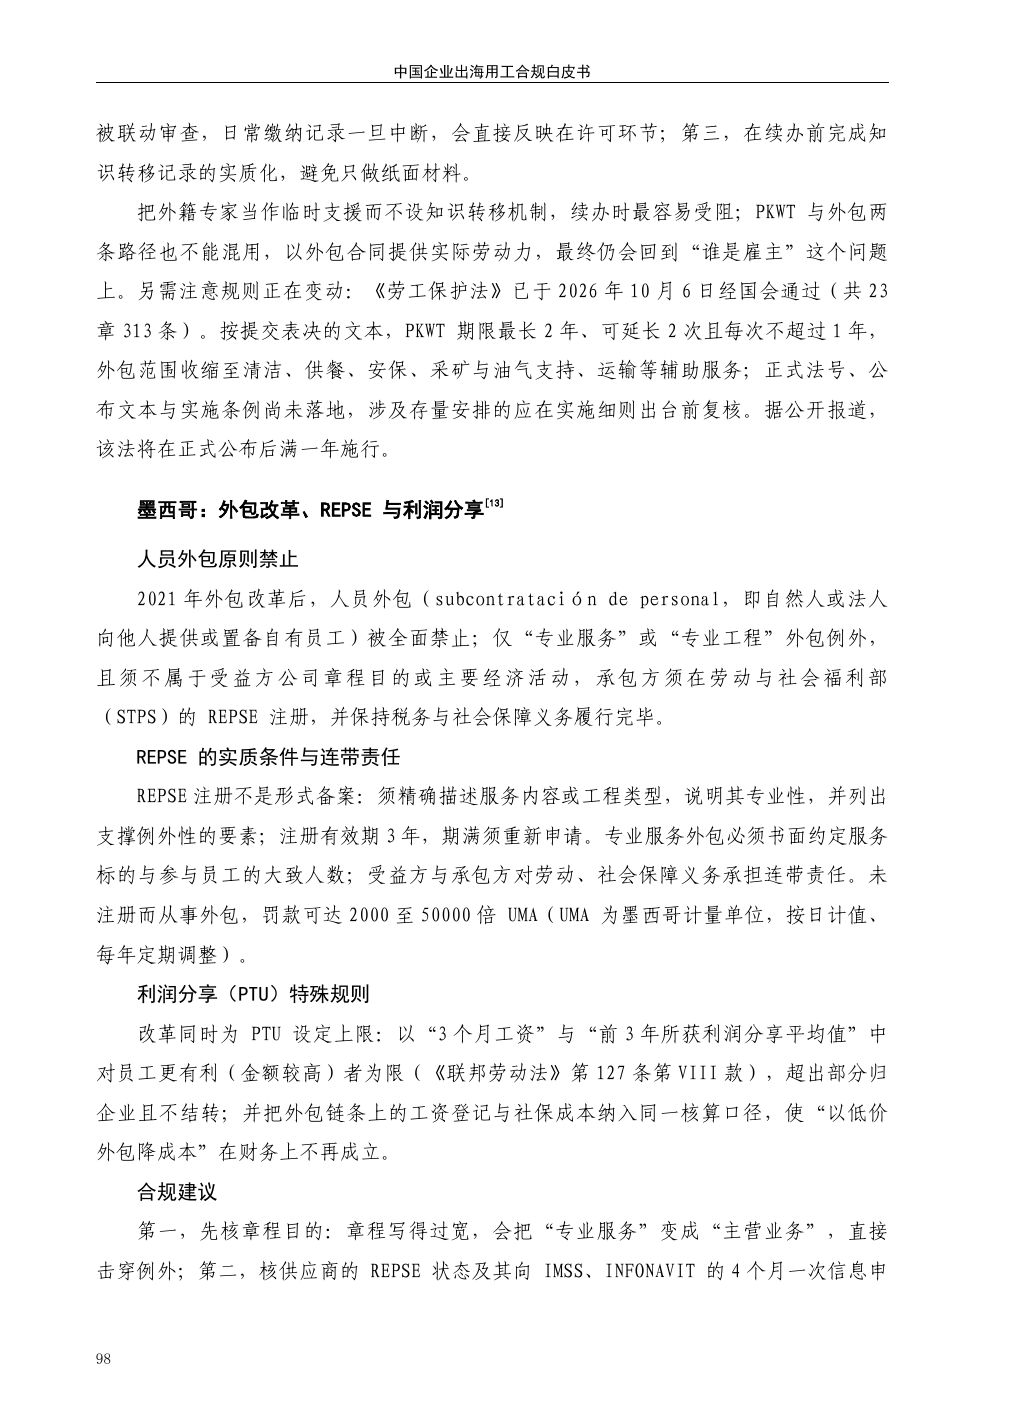 中国企业出海用工合规白皮书
被联动审查，日常缴纳记录一旦中断，会直接反映在许可环节；第三，在续办前完成知
识转移记录的实质化，避免只做纸面材料。
把外籍专家当作临时支援而不设知识转移机制，续办时最容易受阻；PKWT 与外包两
条路径也不能混用，以外包合同提供实际劳动力，最终仍会回到“谁是雇主”这个问题
上。另需注意规则正在变动：《劳工保护法》已于 2026 年 10 月 6 日经国会通过（共 23
章 313 条）。按提交表决的文本，PKWT 期限最长 2 年、可延长 2 次且每次不超过 1 年，
外包范围收缩至清洁、供餐、安保、采矿与油气支持、运输等辅助服务；正式法号、公
布文本与实施条例尚未落地，涉及存量安排的应在实施细则出台前复核。据公开报道，
该法将在正式公布后满一年施行。
墨西哥：外包改革、REPSE 与利润分享[13]
人员外包原则禁止
2021 年外包改革后，人员外包（subcontratación de personal，即自然人或法人
向他人提供或置备自有员工）被全面禁止；仅“专业服务”或“专业工程”外包例外，
且须不属于受益方公司章程目的或主要经济活动，承包方须在劳动与社会福利部
（STPS）的 REPSE 注册，并保持税务与社会保障义务履行完毕。
REPSE 的实质条件与连带责任
REPSE 注册不是形式备案：须精确描述服务内容或工程类型，说明其专业性，并列出
支撑例外性的要素；注册有效期 3 年，期满须重新申请。专业服务外包必须书面约定服务
标的与参与员工的大致人数；受益方与承包方对劳动、社会保障义务承担连带责任。未
注册而从事外包，罚款可达 2000 至 50000 倍 UMA（UMA 为墨西哥计量单位，按日计值、
每年定期调整）。
利润分享（PTU）特殊规则
改革同时为 PTU 设定上限：以“3 个月工资”与“前 3 年所获利润分享平均值”中
对员工更有利（金额较高）者为限（《联邦劳动法》第 127 条第 VIII 款），超出部分归
企业且不结转；并把外包链条上的工资登记与社保成本纳入同一核算口径，使“以低价
外包降成本”在财务上不再成立。
合规建议
第一，先核章程目的：章程写得过宽，会把“专业服务”变成“主营业务”，直接
击穿例外；第二，核供应商的 REPSE 状态及其向 IMSS、INFONAVIT 的 4 个月一次信息申
98